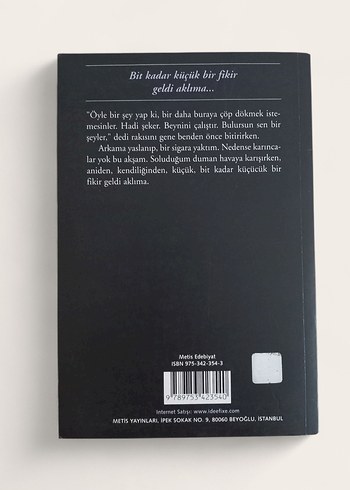 Bit kadar küçük bir fikir
geldi aklıma...
"Öyle bir şey yap ki, bir daha buraya çöp dökmek iste-
mesinler. Hadi şeker. Beynini çalıştır. Bulursun sen bir
şeyler," dedi rakısını gene benden önce bitirirken.
Arkama yaslanıp, bir sigara yaktım. Nedense karınca-
lar yok bu akşam. Soluduğum duman havaya karışırken,
aniden, kendiliğinden, küçük, bit kadar küçücük bir
fikir geldi aklıma.
Metis Edebiyat
ISBN 975-342-354-3
9 789753 423540
İnternet Satışı: www.ideefixe.com
METİS YAYINLARI, İPEK SOKAK NO. 9, 80060 BEYOĞLU, İSTANBUL